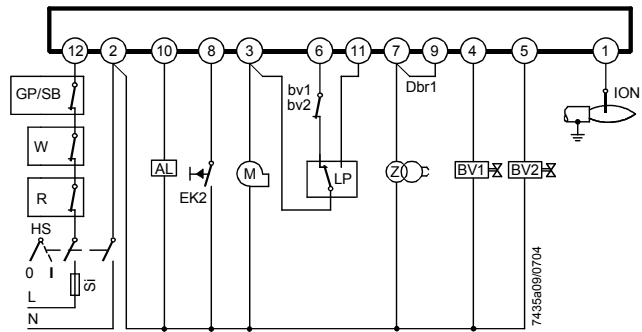 12 2 10 8 3 6 11 7 9 4 5 1
GP/SB
bv1
bv2
Dbr1
ION
W
AL
EK2
M
LP
Z
BV1
BV2
R
HS
0 I
Si
L
N
7435a09/0704